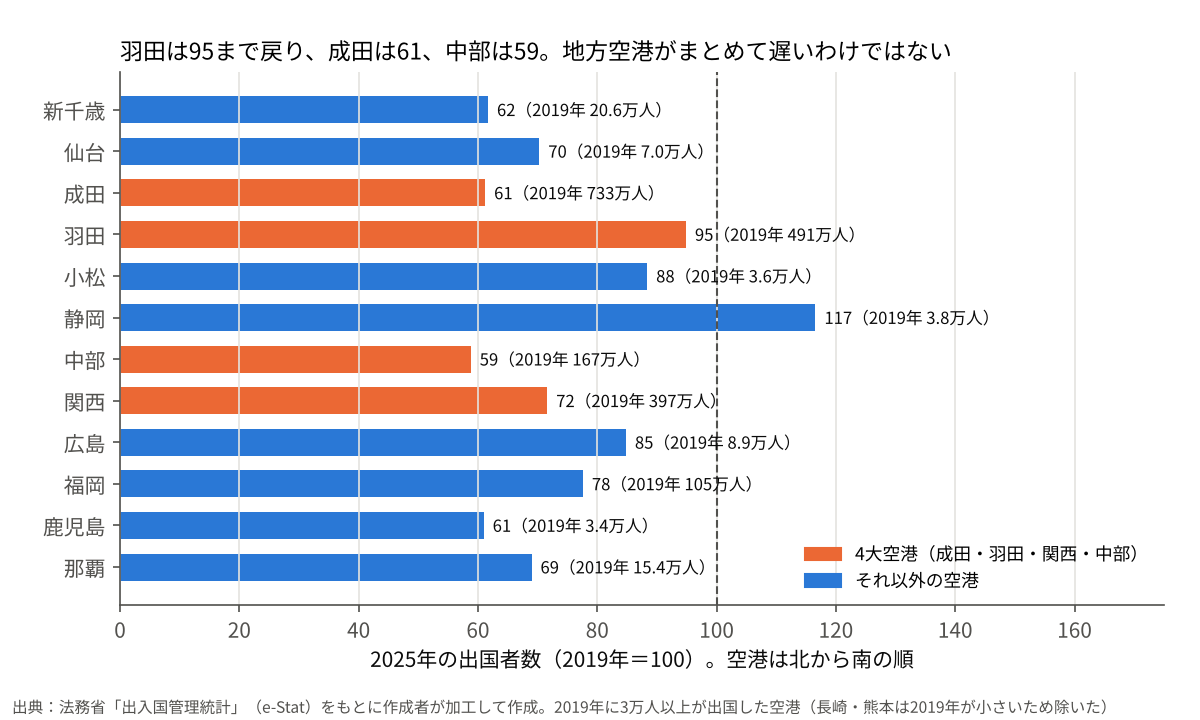 羽田は95まで戻り、成田は61、中部は59。地方空港がまとめて遅いわけではない
新千歳 62（2019年 20.6万人）
仙台 70（2019年 7.0万人）
成田 61（2019年 733万人）
羽田 95（2019年 491万人）
小松 88（2019年 3.6万人）
静岡 117（2019年 3.8万人）
中部 59（2019年 167万人）
関西 72（2019年 397万人）
広島 85（2019年 8.9万人）
福岡 78（2019年 105万人）
鹿児島 61（2019年 3.4万人）
那覇 69（2019年 15.4万人）
4大空港（成田・羽田・関西・中部）
それ以外の空港
0 20 40 60 80 100 120 140 160
2025年の出国者数（2019年＝100）。空港は北から南の順
出典：法務省「出入国管理統計」（e-Stat）をもとに作成者が加工して作成。2019年に3万人以上が出国した空港（長崎・熊本は2019年が小さいため除いた）